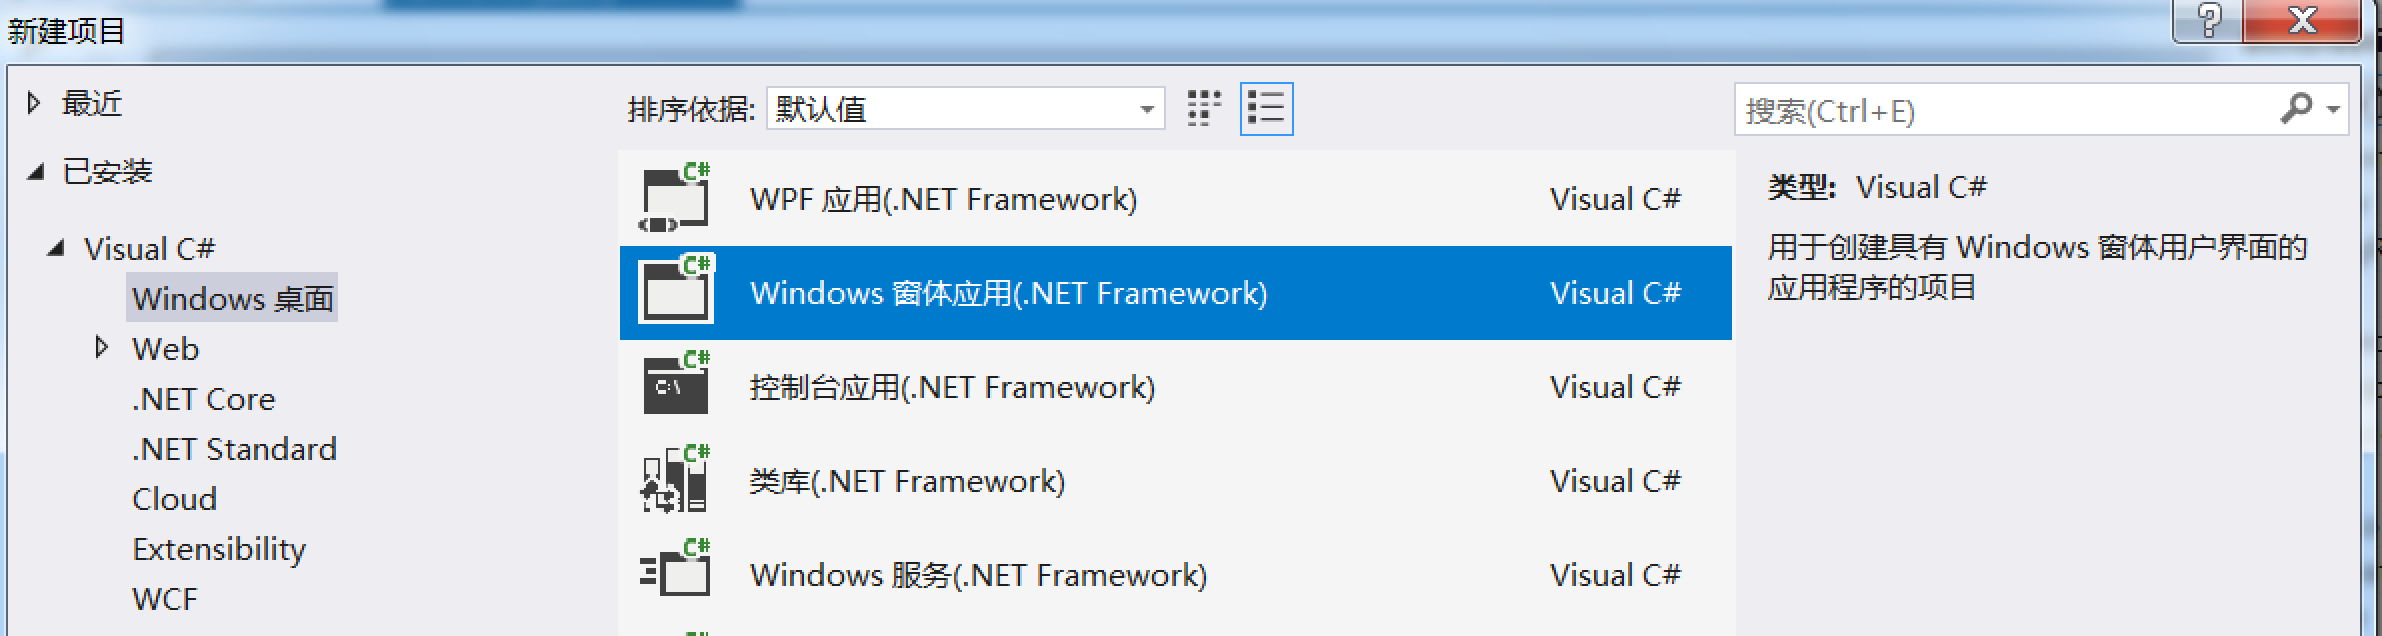 新建项目
最近
已安装
Visual C#
Windows 桌面
Web
.NET Core
.NET Standard
Cloud
Extensibility
WCF
排序依据: 默认值
搜索(Ctrl+E)
WPF 应用(.NET Framework) Visual C#
Windows 窗体应用(.NET Framework) Visual C#
控制台应用(.NET Framework) Visual C#
类库(.NET Framework) Visual C#
Windows 服务(.NET Framework) Visual C#
类型: Visual C#
用于创建具有 Windows 窗体用户界面的
应用程序的项目